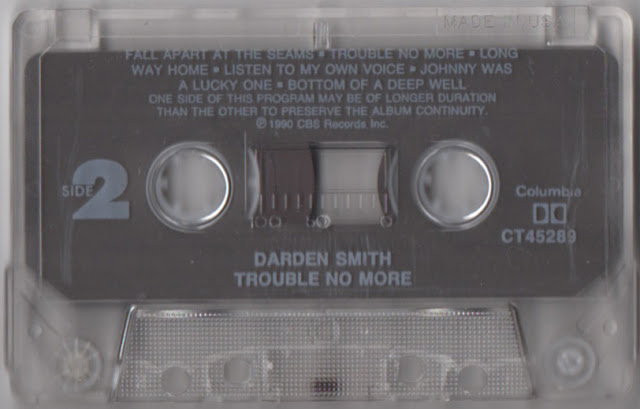 MADE IN USA
FALL APART AT THE SEAMS ▪ TROUBLE NO MORE ▪ LONG
WAY HOME ▪ LISTEN TO MY OWN VOICE ▪ JOHNNY WAS
A LUCKY ONE ▪ BOTTOM OF A DEEP WELL
ONE SIDE OF THIS PROGRAM MAY BE OF LONGER DURATION
THAN THE OTHER TO PRESERVE THE ALBUM CONTINUITY.
℗ 1990 CBS Records Inc.
SIDE 2
Columbia
CT45289
100 50 0
DARDEN SMITH
TROUBLE NO MORE